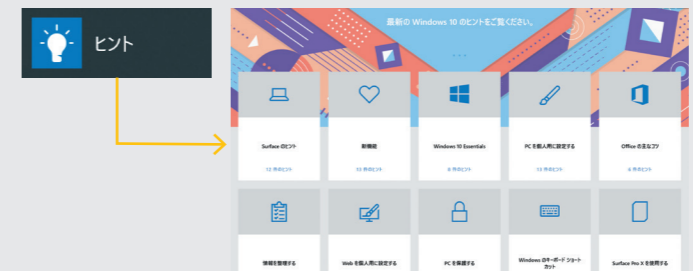 ヒント
最新の Windows 10 のヒントをご覧ください。
Surface のヒント
新機能
Windows 10 Essentials
PC を個人用に設定する
Office の主なコツ
12 件のヒント
10 件のヒント
8 件のヒント
13 件のヒント
6 件のヒント
情報を整理する
Web を個人用に設定する
PC を保護する
Windows のキーボード ショート
カット
Surface Pro X を使用する